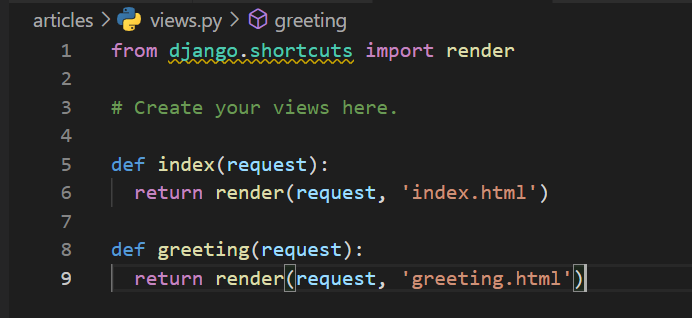 articles > views.py > greeting
1 from django.shortcuts import render
2
3 # Create your views here.
4
5 def index(request):
6   return render(request, 'index.html')
7
8 def greeting(request):
9   return render(request, 'greeting.html')